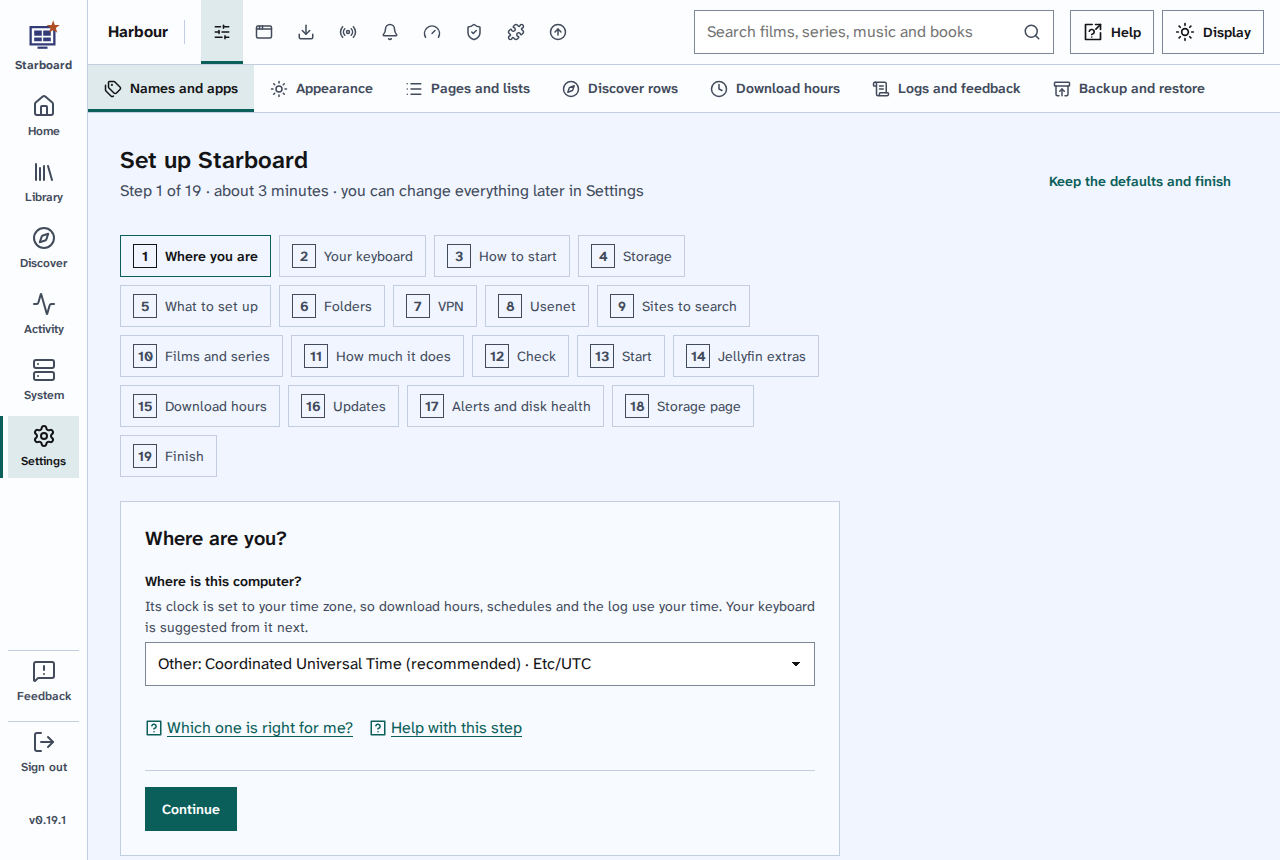 Starboard
Home
Library
Discover
Activity
System
Settings
Feedback
Sign out
v0.19.1
Harbour
Search films, series, music and books
Help
Display
Names and apps
Appearance
Pages and lists
Discover rows
Download hours
Logs and feedback
Backup and restore
Set up Starboard
Step 1 of 19 · about 3 minutes · you can change everything later in Settings
Keep the defaults and finish
1 Where you are
2 Your keyboard
3 How to start
4 Storage
5 What to set up
6 Folders
7 VPN
8 Usenet
9 Sites to search
10 Films and series
11 How much it does
12 Check
13 Start
14 Jellyfin extras
15 Download hours
16 Updates
17 Alerts and disk health
18 Storage page
19 Finish
Where are you?
Where is this computer?
Its clock is set to your time zone, so download hours, schedules and the log use your time. Your keyboard
is suggested from it next.
Other: Coordinated Universal Time (recommended) · Etc/UTC
Which one is right for me?
Help with this step
Continue